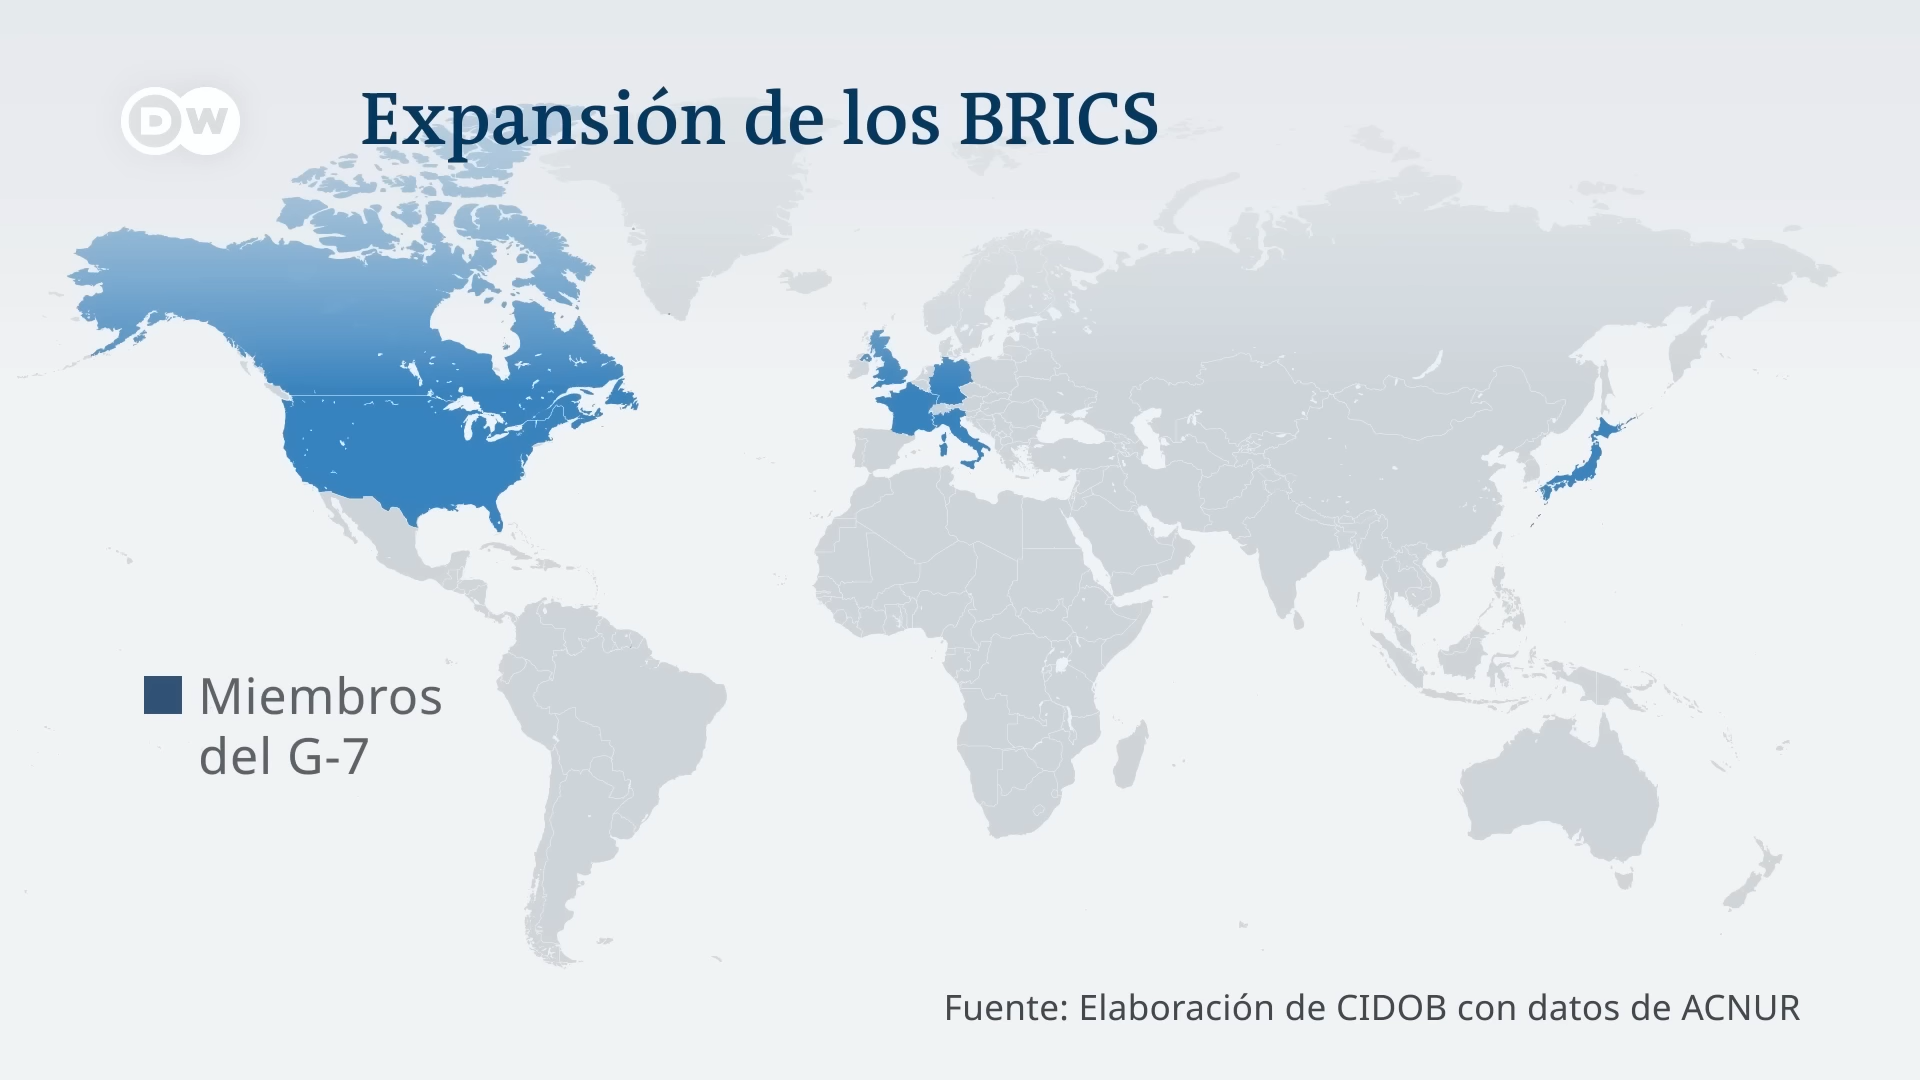 DW
Expansión de los BRICS
Miembros
del G-7
Fuente: Elaboración de CIDOB con datos de ACNUR